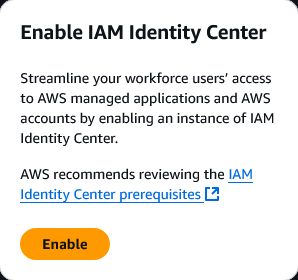 Enable IAM Identity Center
Streamline your workforce users’ access
to AWS managed applications and AWS
accounts by enabling an instance of IAM
Identity Center.
AWS recommends reviewing the IAM
Identity Center prerequisites
Enable